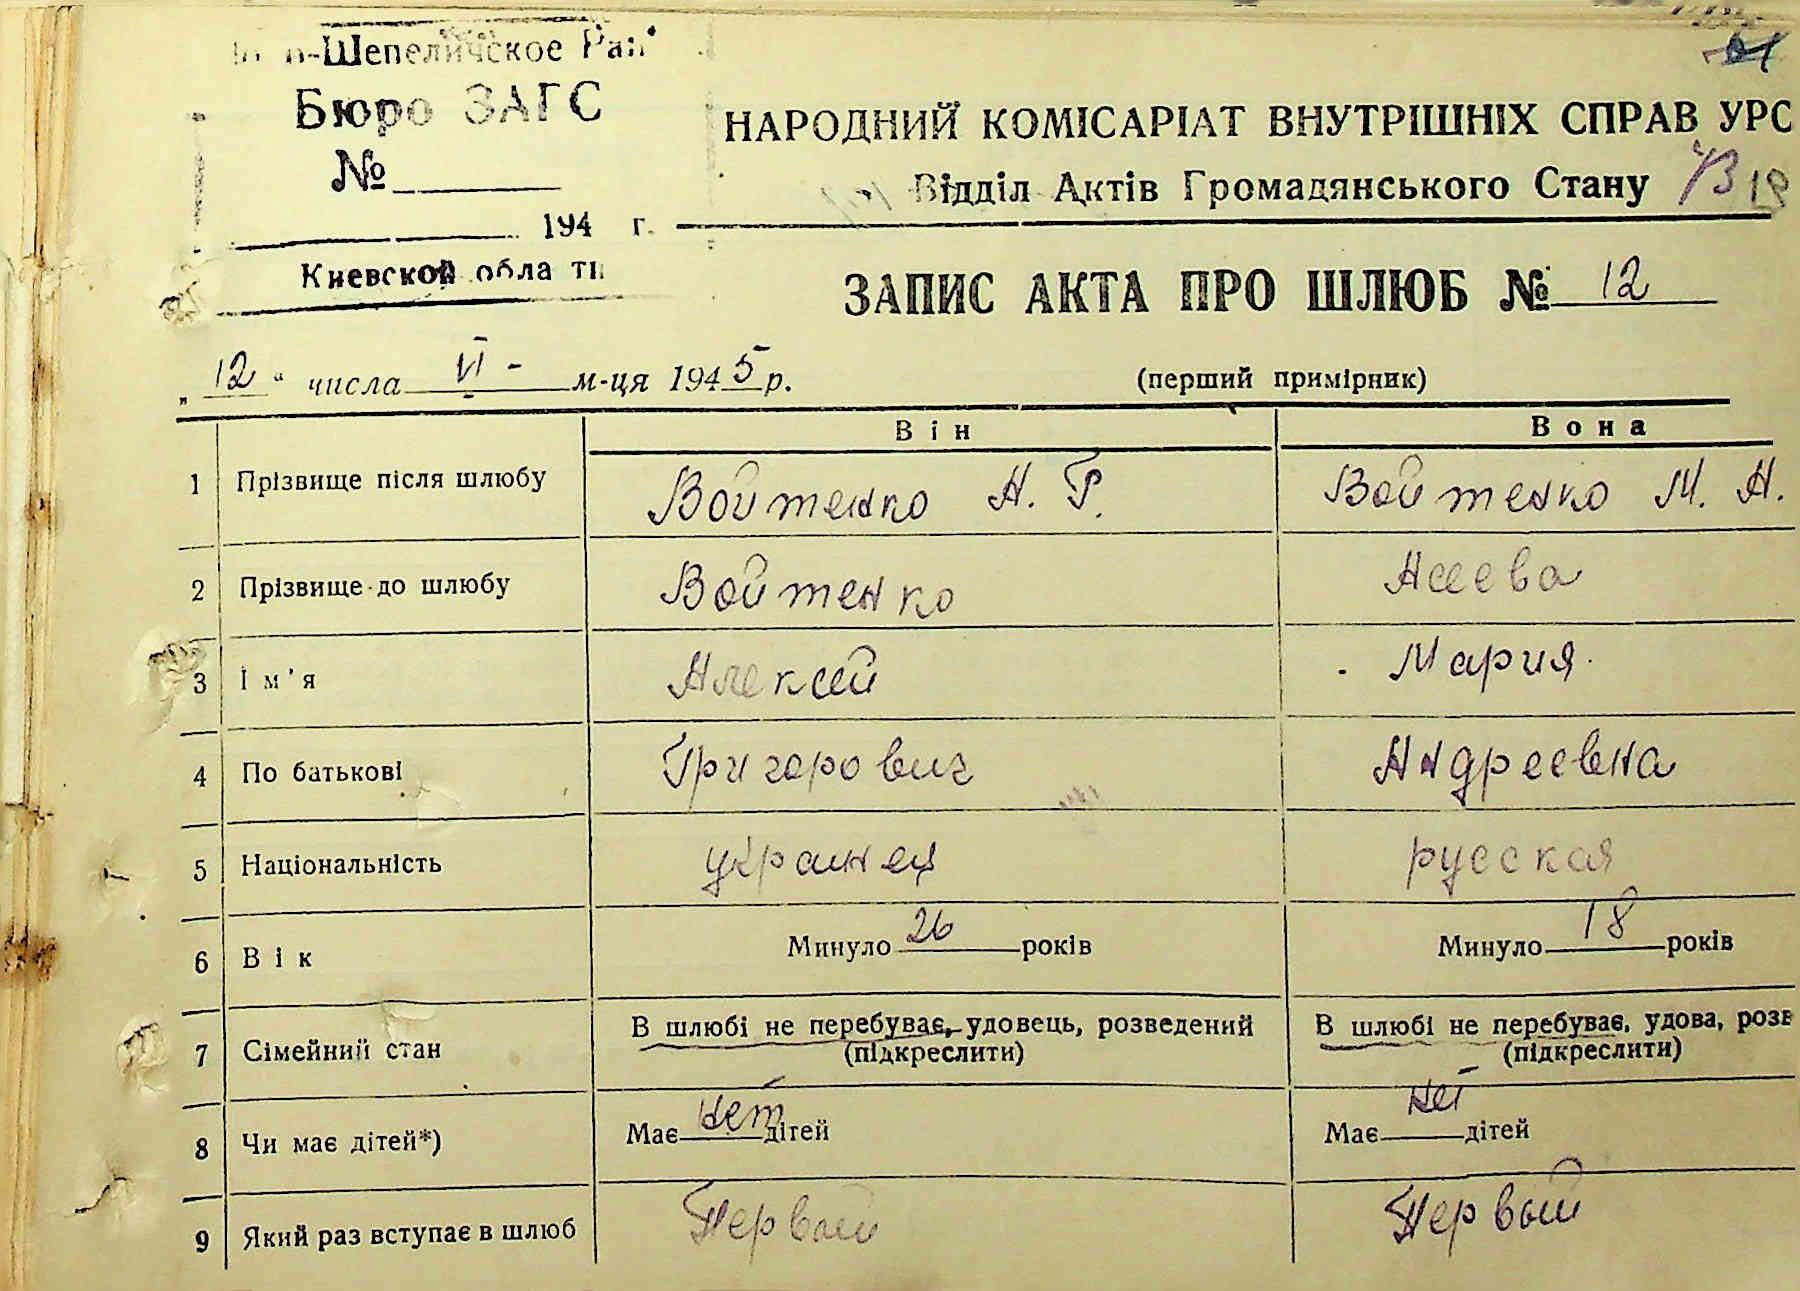 -Шепеличское Рай
Бюро ЗАГС
№
194 г.
Киевской обла ти
НАРОДНИЙ КОМІСАРІАТ ВНУТРІШНІХ СПРАВ УРС
Відділ Актів Громадянського Стану
ЗАПИС АКТА ПРО ШЛЮБ № 12
„12“ числа VI - м-ця 1945 р.
(перший примірник)
Він Вона
1 Прізвище після шлюбу Войтенко А. Г. Войтенко М. А.
2 Прізвище до шлюбу Войтенко Асеева
3 Ім'я Алексей Мария
4 По батькові Григорович Андреевна
5 Національність украинец русская
6 Вік Минуло 26 років Минуло 18 років
7 Сімейний стан В шлюбі не перебуває, удовець, розведений В шлюбі не перебуває, удова, розв
(підкреслити) (підкреслити)
8 Чи має дітей*) Має нет дітей Має нет дітей
9 Який раз вступає в шлюб Первый Первый